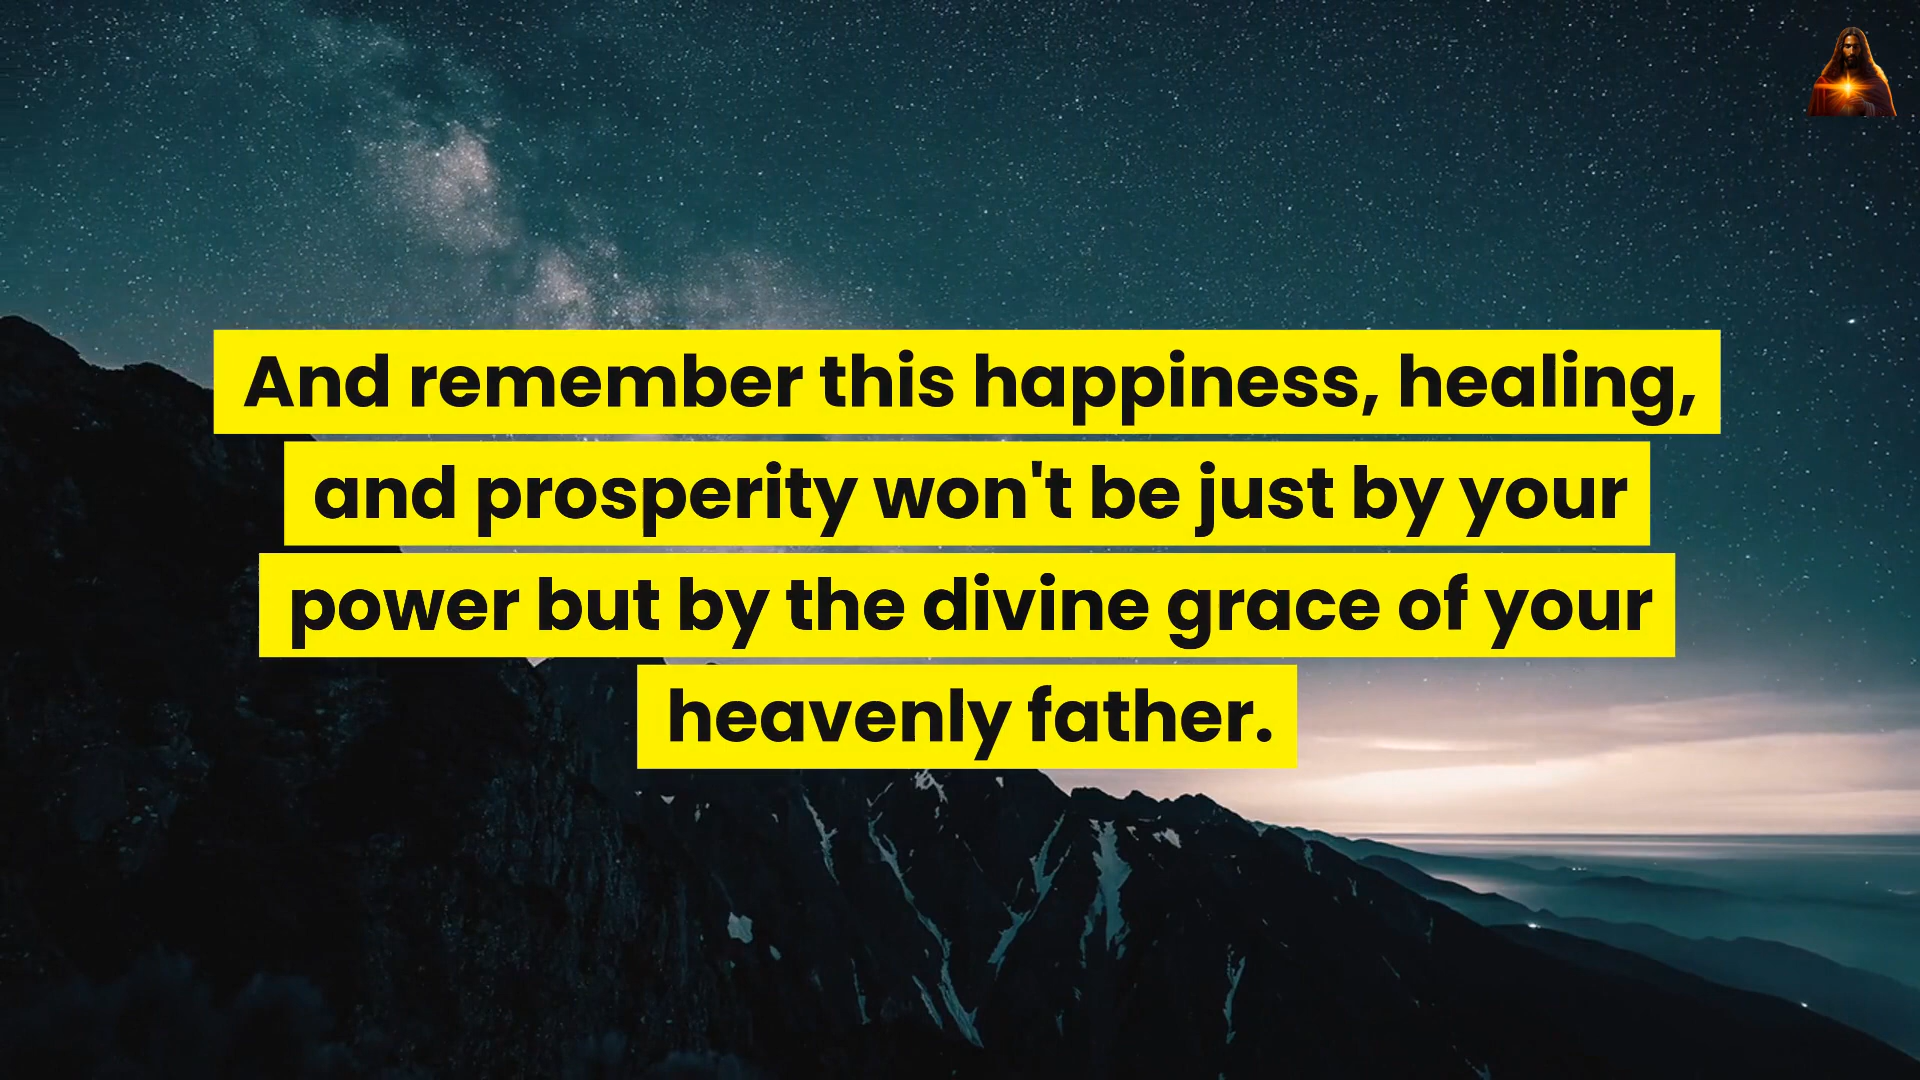 And remember this happiness, healing,
and prosperity won't be just by your
power but by the divine grace of your
heavenly father.